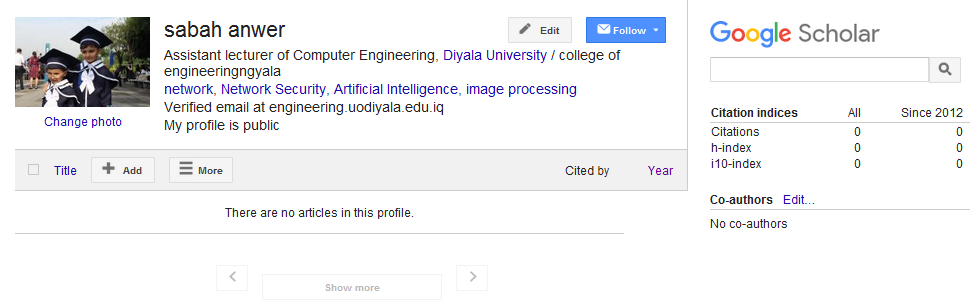 sabah anwer
Edit
Follow
Assistant lecturer of Computer Engineering, Diyala University / college of
engineeringngyala
network, Network Security, Artificial Intelligence, image processing
Verified email at engineering.uodiyala.edu.iq
My profile is public
Change photo
Title Add More Cited by Year
There are no articles in this profile.
Show more
Google Scholar
Citation indices All Since 2012
Citations 0 0
h-index 0 0
i10-index 0 0
Co-authors Edit...
No co-authors